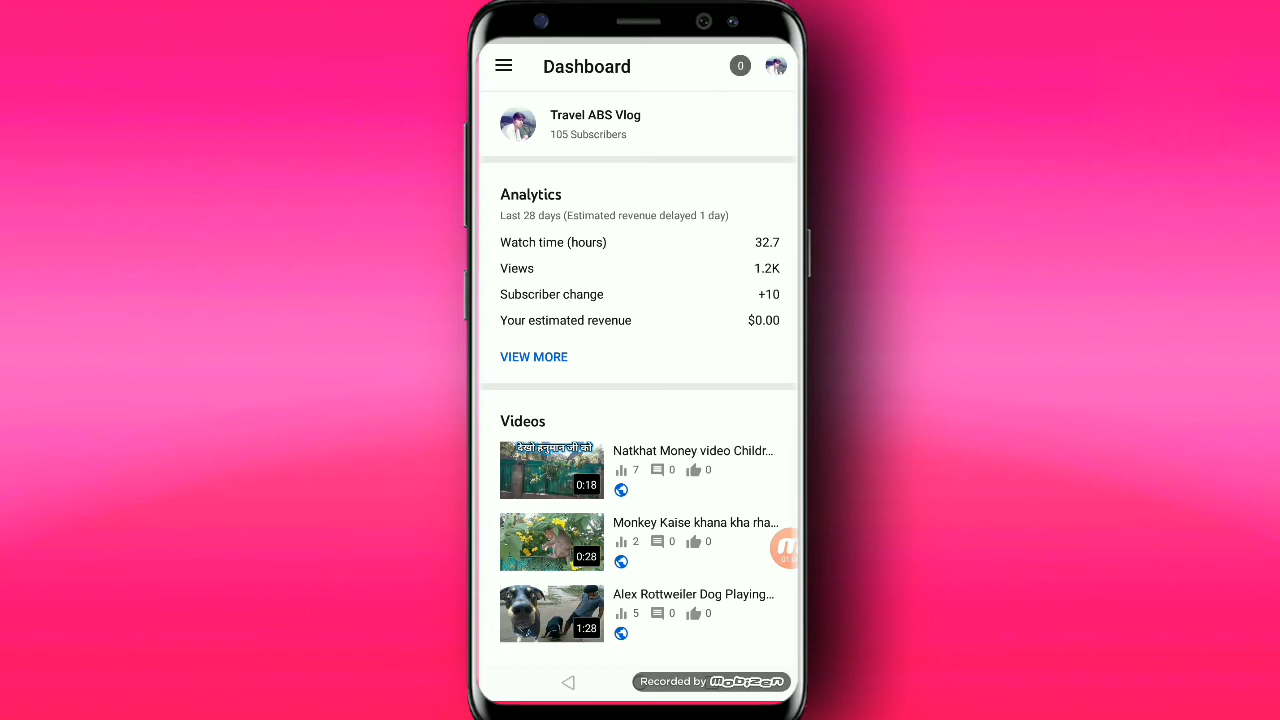 Dashboard
0
Travel ABS Vlog
105 Subscribers
Analytics
Last 28 days (Estimated revenue delayed 1 day)
Watch time (hours) 32.7
Views 1.2K
Subscriber change +10
Your estimated revenue $0.00
VIEW MORE
Videos
देखो हनुमान जी को
0:18
Natkhat Money video Childr...
7 0 0
0:28
Monkey Kaise khana kha rha...
2 0 0
1:28
Alex Rottweiler Dog Playing...
5 0 0
Recorded by mobizen